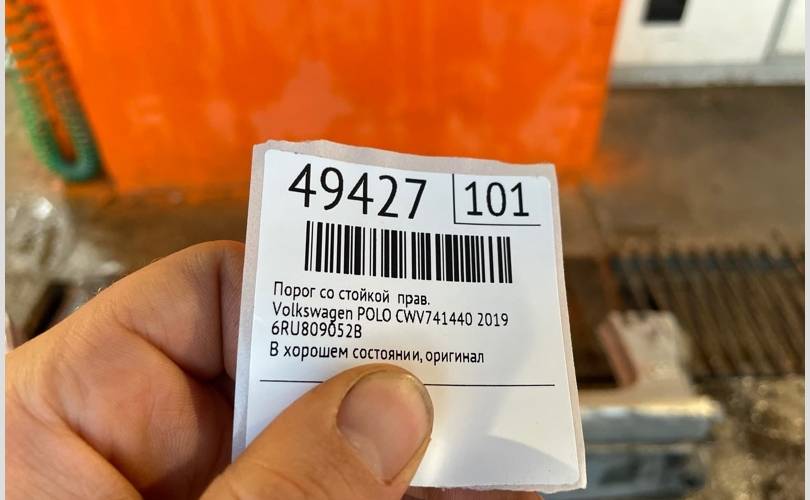 49427 101
Порог со стойкой прав.
Volkswagen POLO CWV741440 2019
6RU809052B
В хорошем состоянии, оригинал